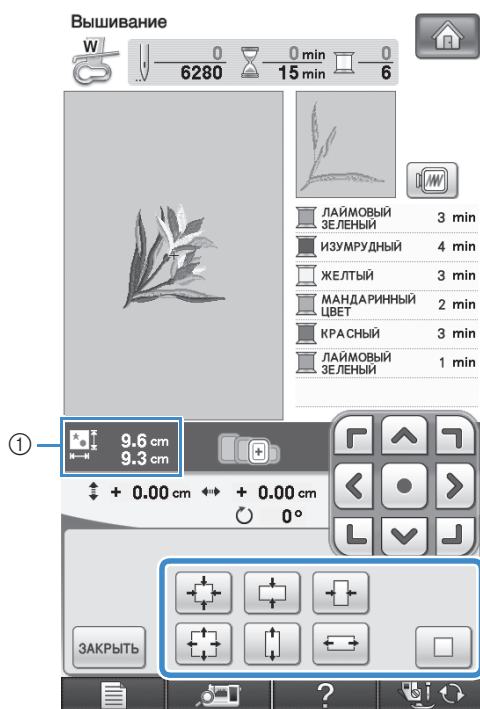 Вышивание
W
0 0 min 0
6280 15 min 6
ЛАЙМОВЫЙ ЗЕЛЕНЫЙ 3 min
ИЗУМРУДНЫЙ 4 min
ЖЕЛТЫЙ 3 min
МАНДАРИННЫЙ ЦВЕТ 2 min
КРАСНЫЙ 3 min
ЛАЙМОВЫЙ ЗЕЛЕНЫЙ 1 min
① 9.6 cm
9.3 cm
+ 0.00 cm + 0.00 cm
0°
ЗАКРЫТЬ
?